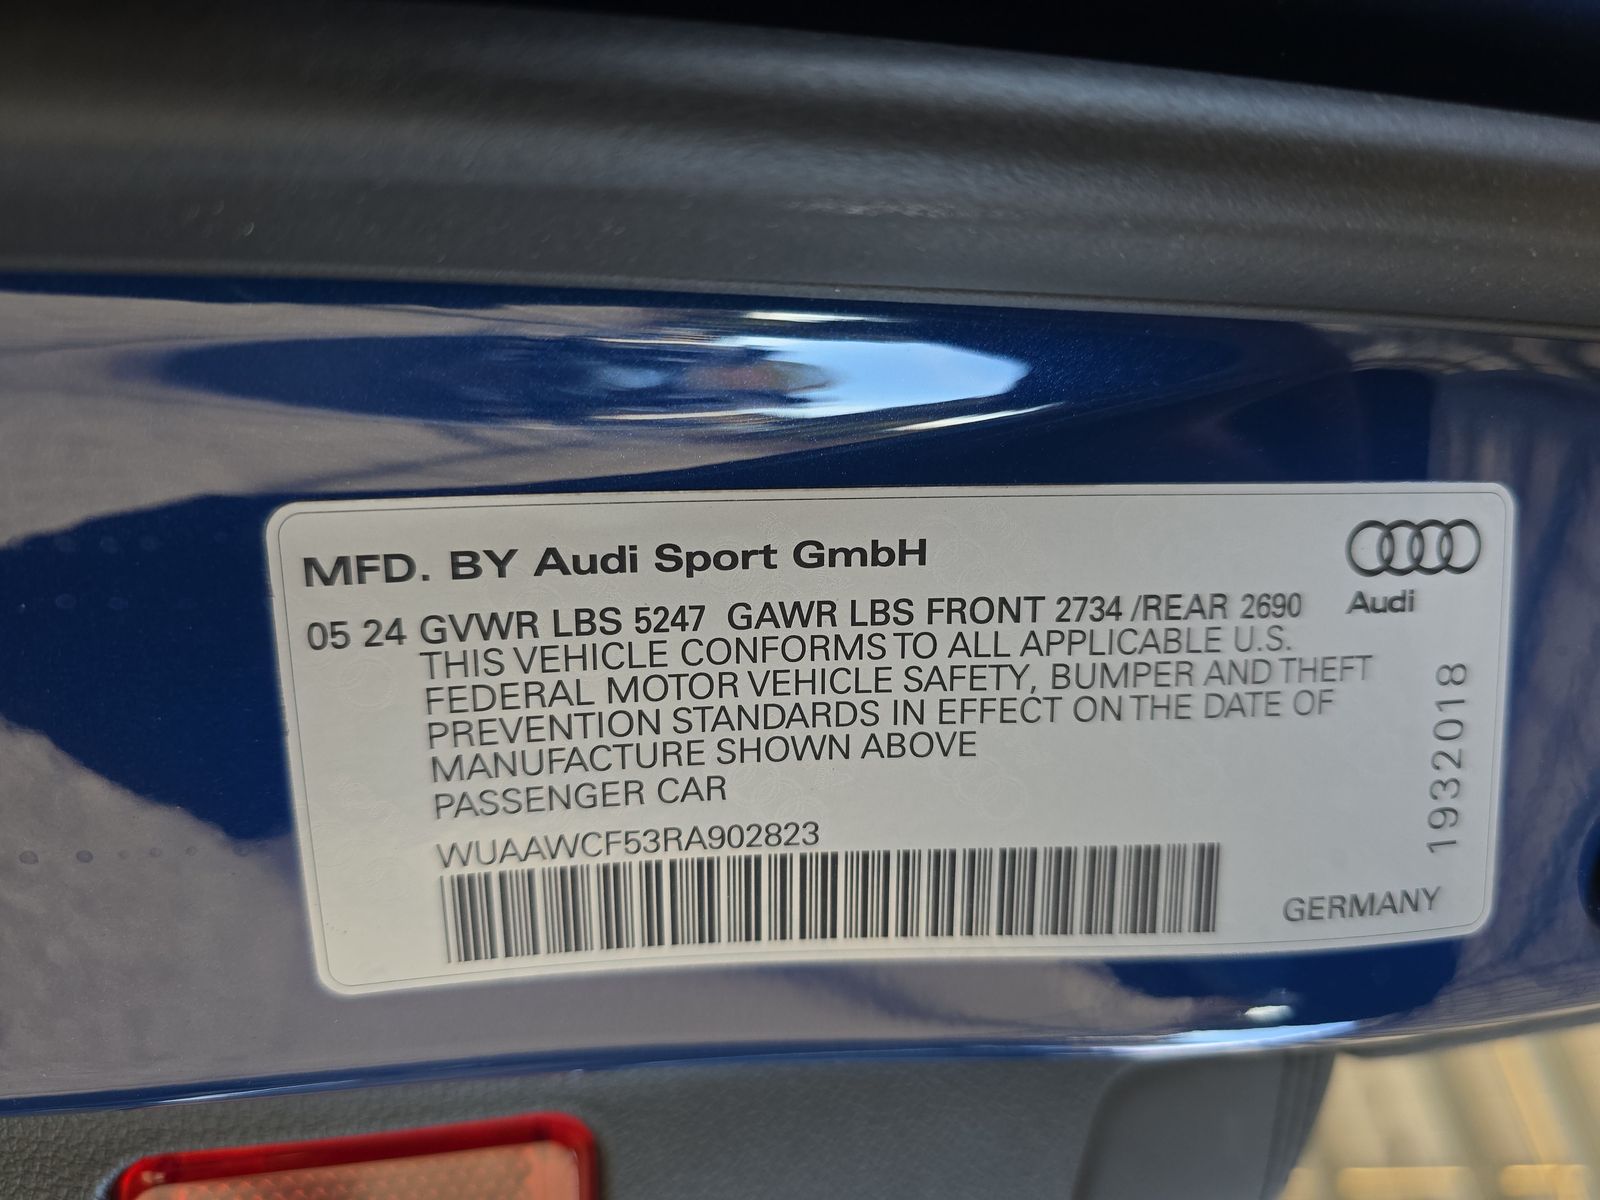 MFD. BY Audi Sport GmbH
Audi
05 24 GVWR LBS 5247 GAWR LBS FRONT 2734 /REAR 2690
THIS VEHICLE CONFORMS TO ALL APPLICABLE U.S.
FEDERAL MOTOR VEHICLE SAFETY, BUMPER AND THEFT
PREVENTION STANDARDS IN EFFECT ON THE DATE OF
MANUFACTURE SHOWN ABOVE
PASSENGER CAR
WUAAWCF53RA902823
1932018
GERMANY